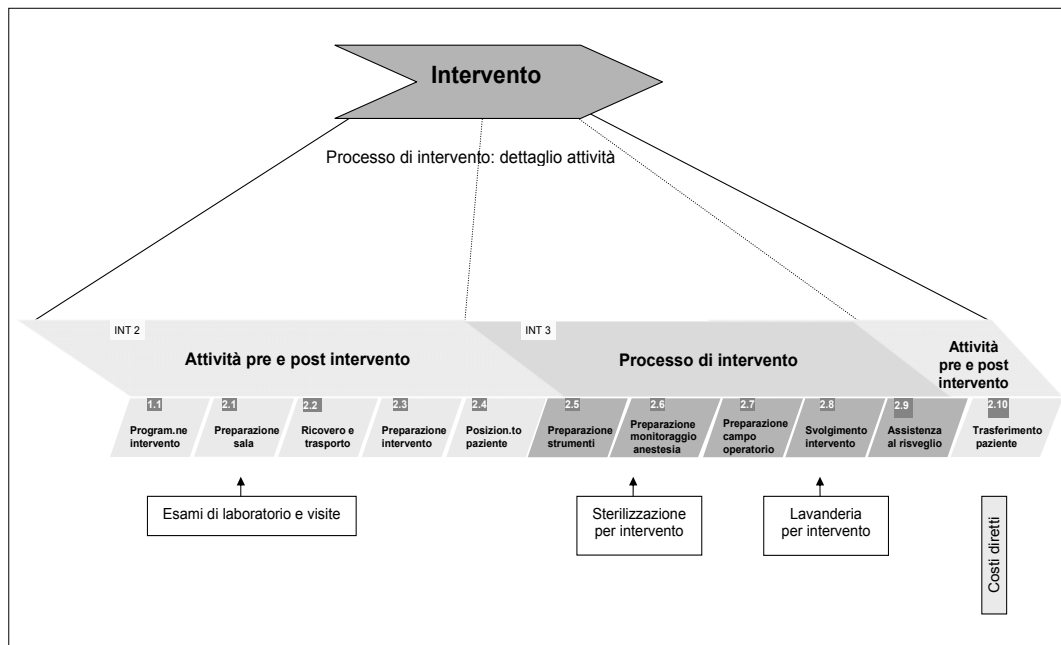 Intervento
Processo di intervento: dettaglio attività
INT 2
Attività pre e post intervento
INT 3
Processo di intervento
Attività
pre e post
intervento
1.1
Program.ne
intervento
2.1
Preparazione
sala
2.2
Ricovero e
trasporto
2.3
Preparazione
intervento
2.4
Posizion.to
paziente
2.5
Preparazione
strumenti
2.6
Preparazione
monitoraggio
anestesia
2.7
Preparazione
campo
operatorio
2.8
Svolgimento
intervento
2.9
Assistenza
al risveglio
2.10
Trasferimento
paziente
Esami di laboratorio e visite
Sterilizzazione
per intervento
Lavanderia
per intervento
Costi diretti